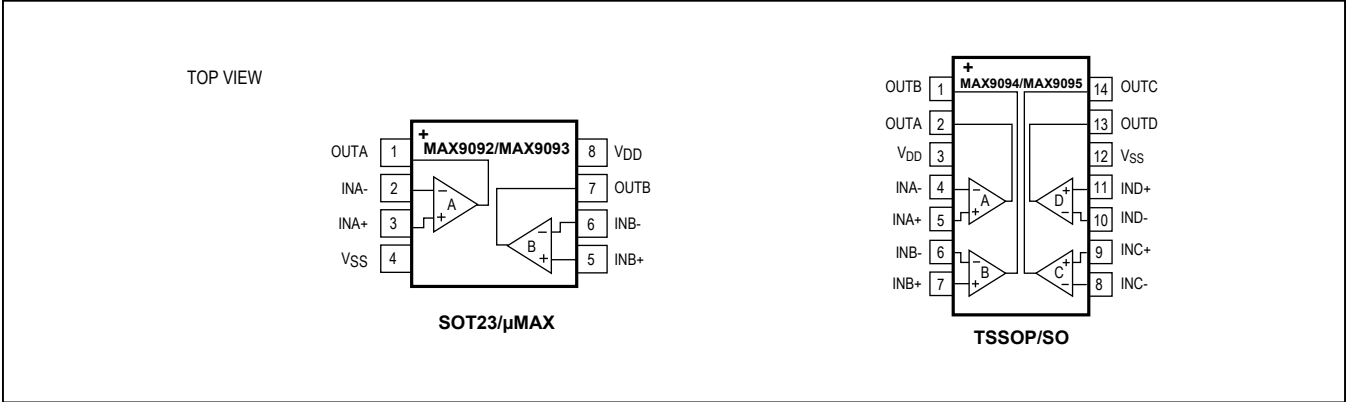 TOP VIEW
+
MAX9092/MAX9093
OUTA 1
8 VDD
INA- 2
7 OUTB
INA+ 3
6 INB-
VSS 4
5 INB+
−
A
+
−
B
+
SOT23/µMAX
+
MAX9094/MAX9095
OUTB 1
14 OUTC
OUTA 2
13 OUTD
VDD 3
12 VSS
INA- 4
11 IND+
INA+ 5
10 IND-
INB- 6
9 INC+
INB+ 7
8 INC-
−
A
+
+
D
−
−
B
+
+
C
−
TSSOP/SO